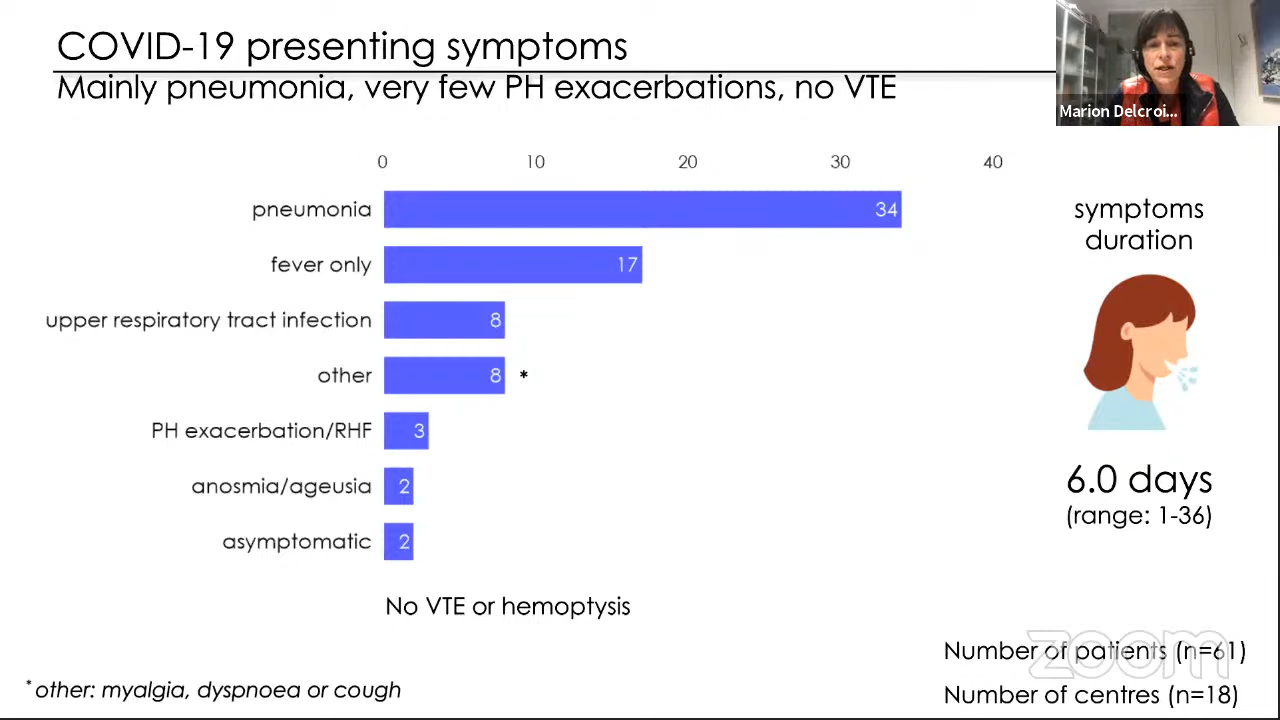 COVID-19 presenting symptoms
Mainly pneumonia, very few PH exacerbations, no VTE
Marion Delcroi...
0 10 20 30 40
pneumonia 34
fever only 17
upper respiratory tract infection 8
other 8 *
PH exacerbation/RHF 3
anosmia/ageusia 2
asymptomatic 2
No VTE or hemoptysis
symptoms
duration
6.0 days
(range: 1-36)
zoom
Number of patients (n=61)
Number of centres (n=18)
*other: myalgia, dyspnoea or cough